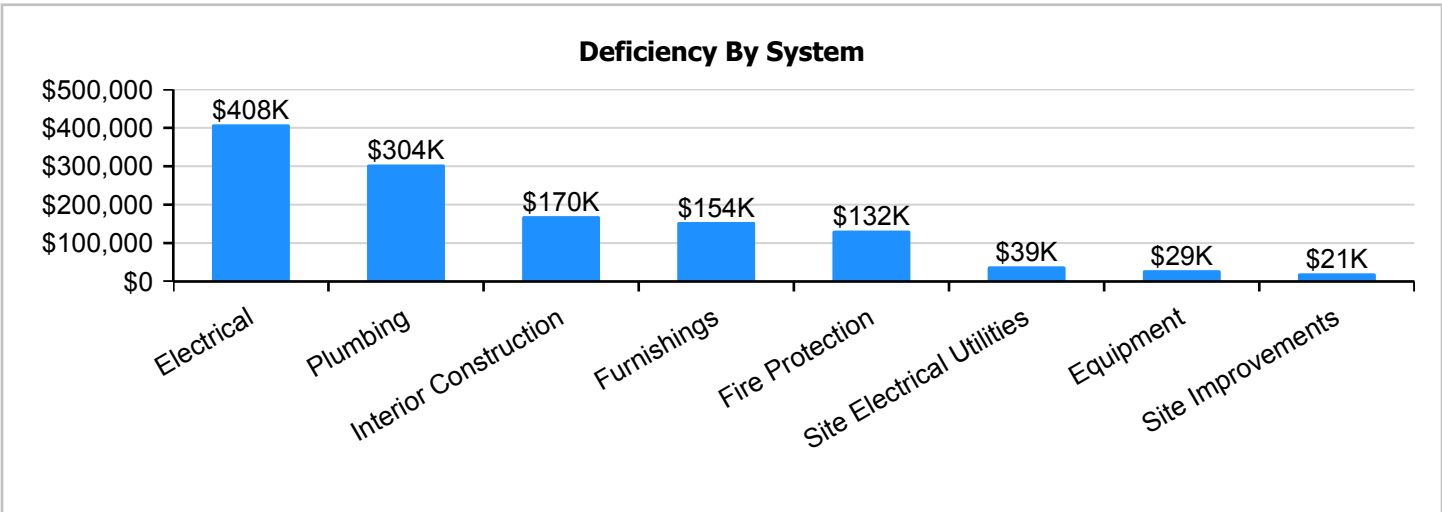 Deficiency By System
$500,000
$400,000
$300,000
$200,000
$100,000
$0
$408K
$304K
$170K
$154K
$132K
$39K
$29K
$21K
Electrical
Plumbing
Interior Construction
Furnishings
Fire Protection
Site Electrical Utilities
Equipment
Site Improvements